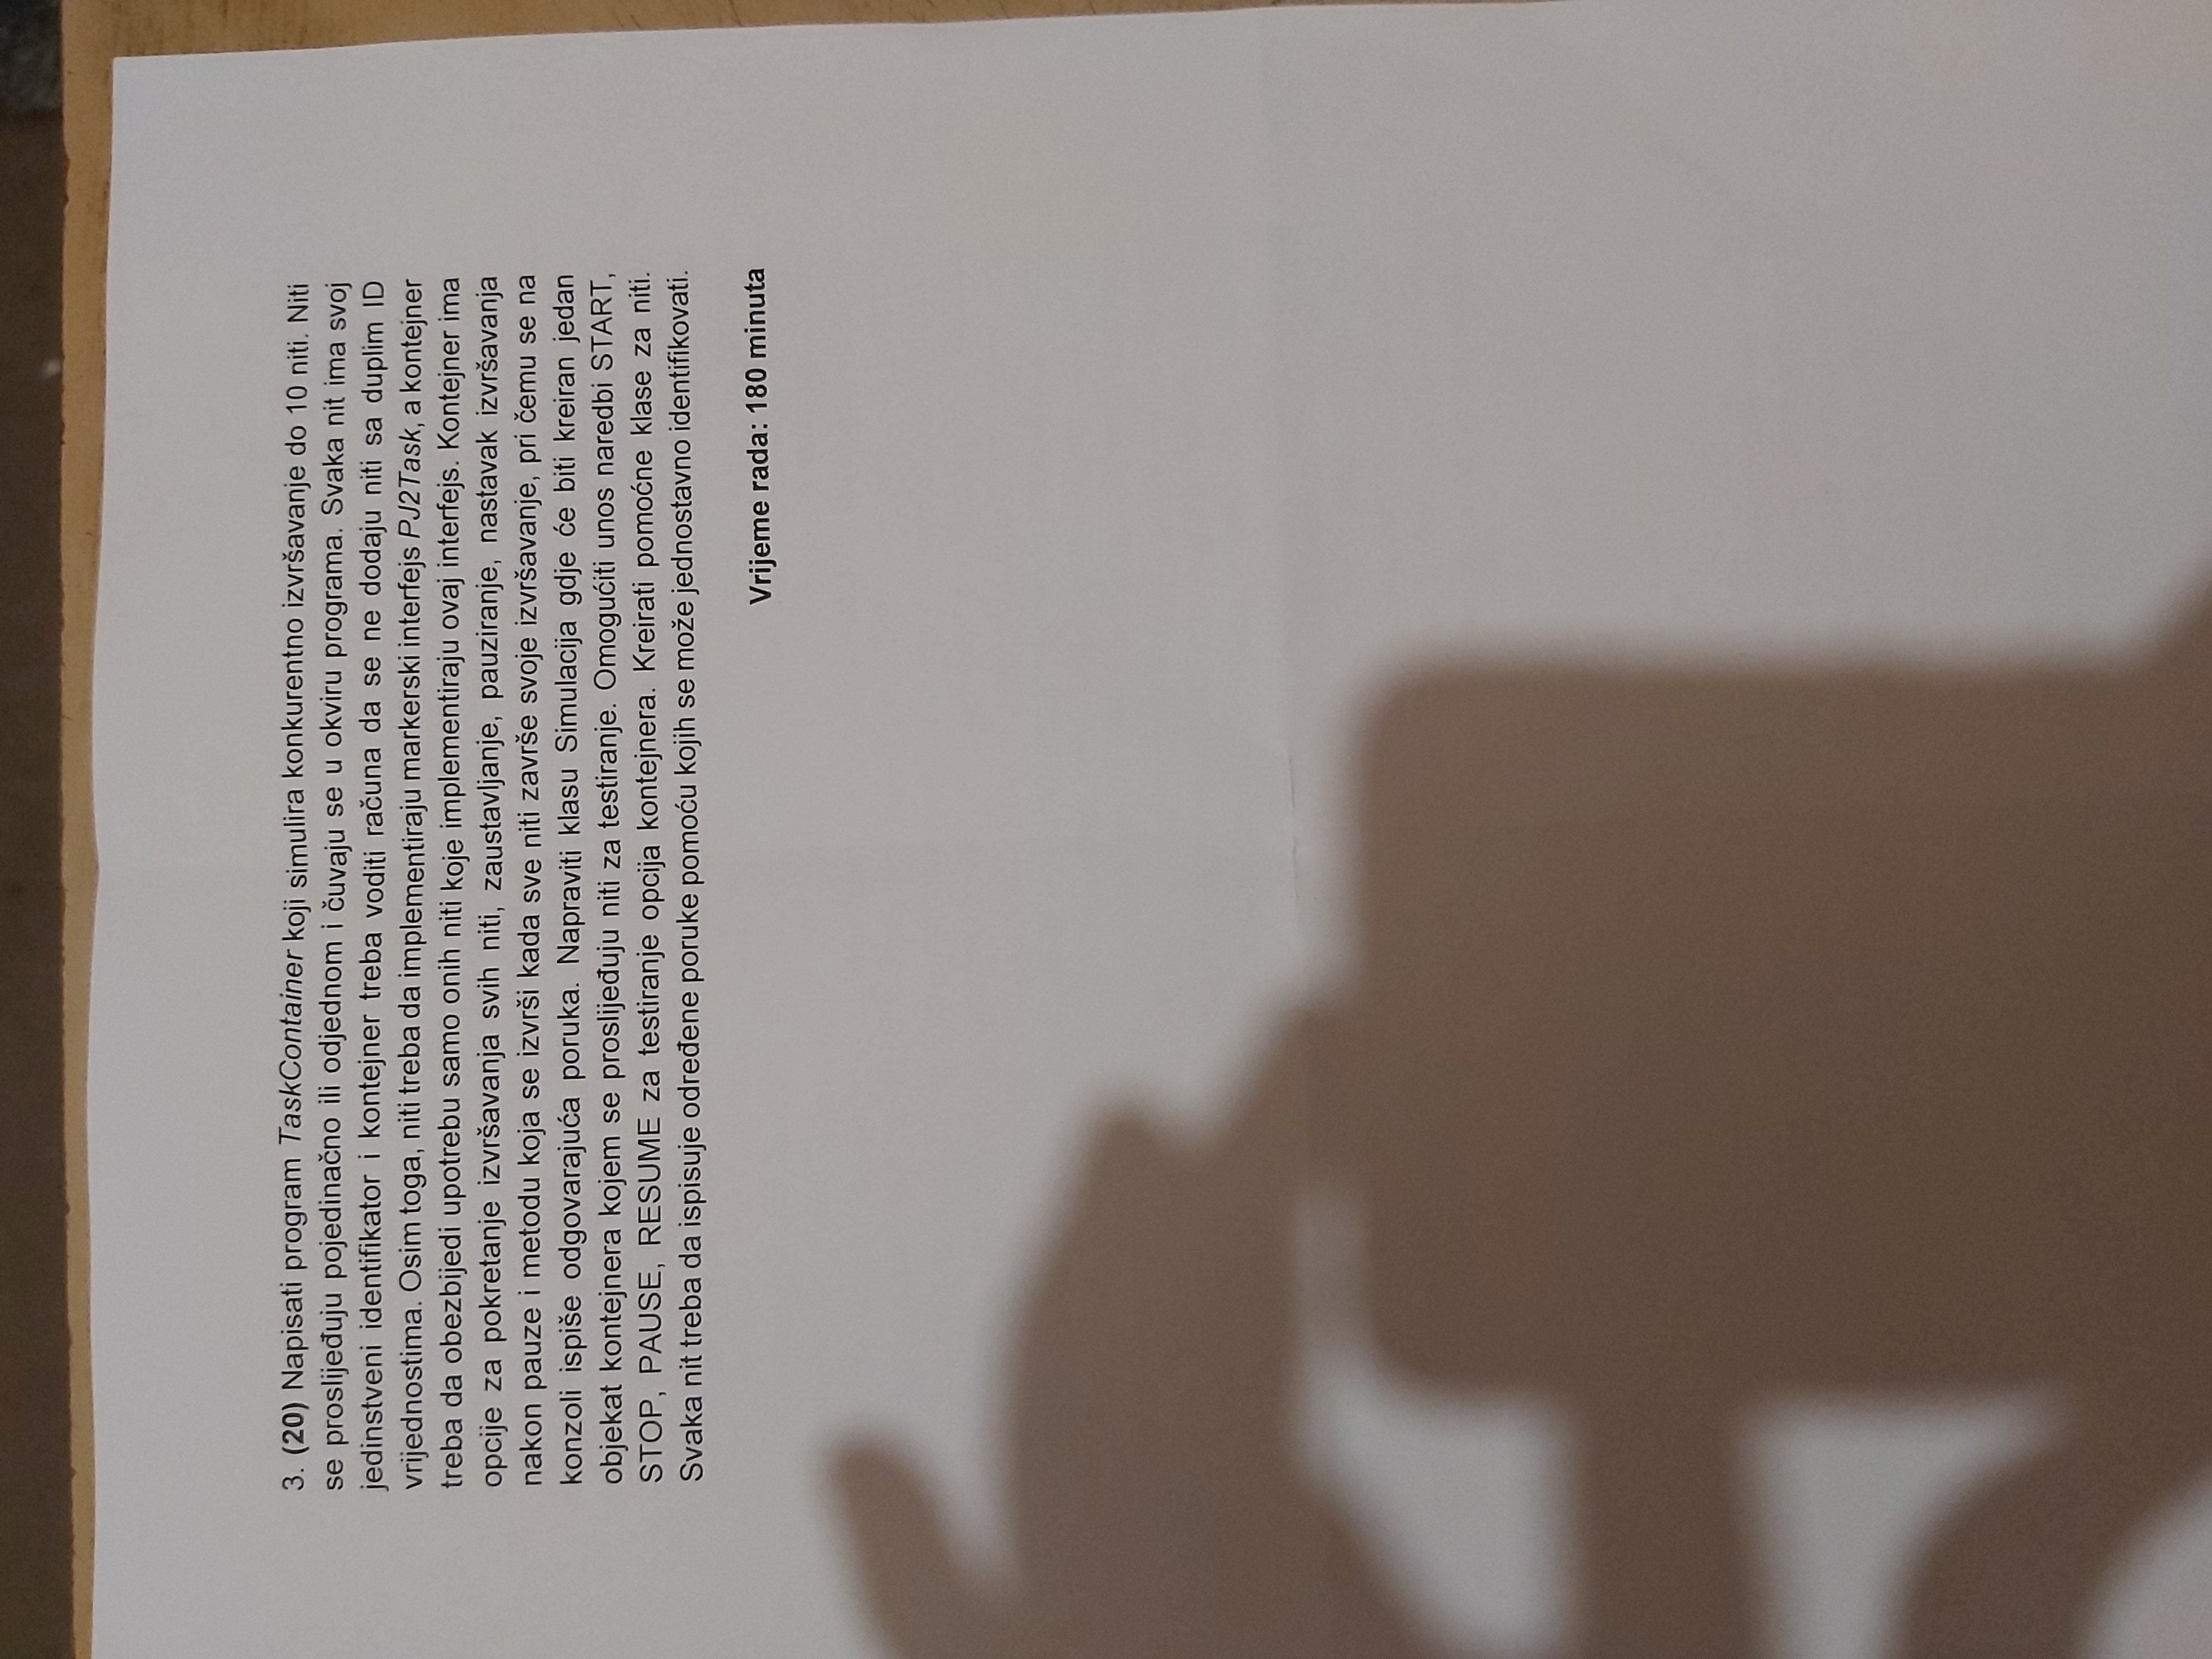 3. (20) Napisati program TaskContainer koji simulira konkurentno izvršavanje do 10 niti. Niti
se prosljeđuju pojedinačno ili odjednom i čuvaju se u okviru programa. Svaka nit ima svoj
jedinstveni identifikator i kontejner treba voditi računa da se ne dodaju niti sa duplim ID
vrijednostima. Osim toga, niti treba da implementiraju markerski interfejs PJ2Task, a kontejner
treba da obezbijedi upotrebu samo onih niti koje implementiraju ovaj interfejs. Kontejner ima
opcije za pokretanje izvršavanja svih niti, zaustavljanje, pauziranje, nastavak izvršavanja
nakon pauze i metodu koja se izvrši kada sve niti završe svoje izvršavanje, pri čemu se na
konzoli ispiše odgovarajuća poruka. Napraviti klasu Simulacija gdje će biti kreiran jedan
objekat kontejnera kojem se proslijeđuju niti za testiranje. Omogućiti unos naredbi START,
STOP, PAUSE, RESUME za testiranje opcija kontejnera. Kreirati pomoćne klase za niti.
Svaka nit treba da ispisuje određene poruke pomoću kojih se može jednostavno identifikovati.
Vrijeme rada: 180 minuta